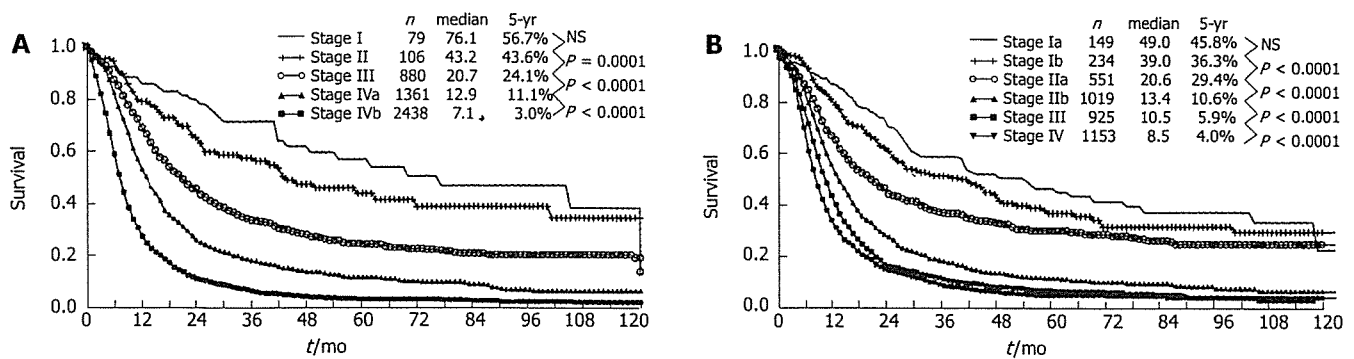 A
n median 5-yr
Stage I 79 76.1 56.7%
Stage II 106 43.2 43.6%
Stage III 880 20.7 24.1%
Stage IVa 1361 12.9 11.1%
Stage IVb 2438 7.1 3.0%
NS
P = 0.0001
P < 0.0001
P < 0.0001
Survival
1.0
0.8
0.6
0.4
0.2
0.0
0 12 24 36 48 60 72 84 96 108 120
t/mo
B
n median 5-yr
Stage Ia 149 49.0 45.8%
Stage Ib 234 39.0 36.3%
Stage IIa 551 20.6 29.4%
Stage IIb 1019 13.4 10.6%
Stage III 925 10.5 5.9%
Stage IV 1153 8.5 4.0%
NS
P < 0.0001
P < 0.0001
P < 0.0001
P < 0.0001
Survival
1.0
0.8
0.6
0.4
0.2
0.0
0 12 24 36 48 60 72 84 96 108 120
t/mo